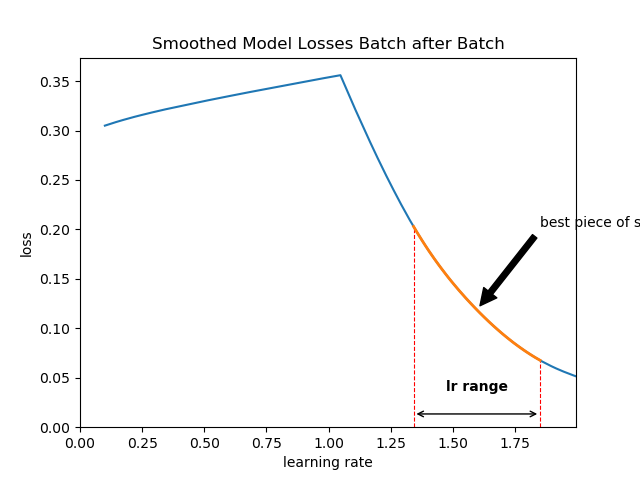 Smoothed Model Losses Batch after Batch
0.35
0.30
0.25
0.20
0.15
0.10
0.05
0.00
loss
best piece of s
lr range
0.00 0.25 0.50 0.75 1.00 1.25 1.50 1.75
learning rate